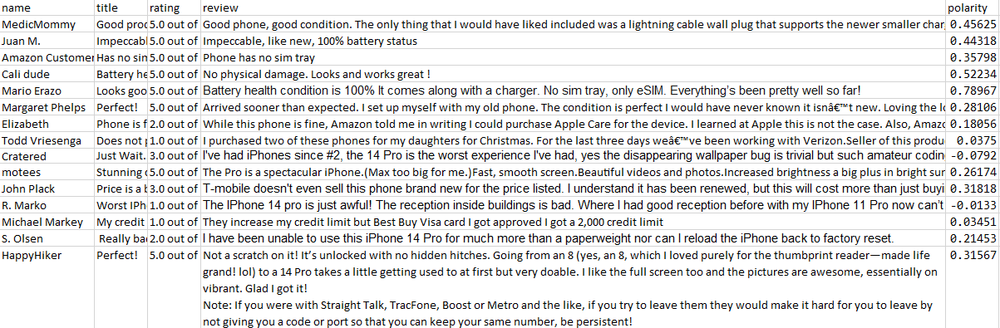 name title rating review polarity
MedicMommy Good proc 5.0 out of Good phone, good condition. The only thing that I would have liked included was a lightning cable wall plug that supports the newer smaller char 0.45625
Juan M. Impeccabl 5.0 out of Impeccable, like new, 100% battery status 0.44318
Amazon Customer Has no sin 5.0 out of Phone has no sim tray 0.35798
Cali dude Battery he 5.0 out of No physical damage. Looks and works great ! 0.52234
Mario Erazo Looks goo 5.0 out of Battery health condition is 100% It comes along with a charger. No sim tray, only eSIM. Everything's been pretty well so far! 0.78967
Margaret Phelps Perfect! 5.0 out of Arrived sooner than expected. I set up myself with my old phone. The condition is perfect I would have never known it isnâ€™t new. Loving the lo 0.28106
Elizabeth Phone is f 2.0 out of While this phone is fine, Amazon told me in writing I could purchase Apple Care for the device. I learned at Apple this is not the case. Also, Amazo 0.18056
Todd Vriesenga Does not p 1.0 out of I purchased two of these phones for my daughters for Christmas. For the last three days weâ€™ve been working with Verizon.Seller of this produ 0.0375
Cratered Just Wait. 3.0 out of I've had iPhones since #2, the 14 Pro is the worst experience I've had, yes the disappearing wallpaper bug is trivial but such amateur codin -0.0792
motees Stunning 5.0 out of The Pro is a spectacular iPhone.(Max too big for me.)Fast, smooth screen.Beautiful videos and photos.Increased brightness a big plus in bright sun 0.26174
John Plack Price is a b 3.0 out of T-mobile doesn't even sell this phone brand new for the price listed. I understand it has been renewed, but this will cost more than just buyi 0.31818
R. Marko Worst IPh 1.0 out of The IPhone 14 pro is just awful! The reception inside buildings is bad. Where I had good reception before with my IPhone 11 Pro now can't -0.0133
Michael Markey My credit 1.0 out of They increase my credit limit but Best Buy Visa card I got approved I got a 2,000 credit limit 0.03451
S. Olsen Really ba 2.0 out of I have been unable to use this iPhone 14 Pro for much more than a paperweight nor can I reload the iPhone back to factory reset. 0.21453
HappyHiker Perfect! 5.0 out of Not a scratch on it! It's unlocked with no hidden hitches. Going from an 8 (yes, an 8, which I loved purely for the thumbprint reader—made life 0.31567
grand! lol) to a 14 Pro takes a little getting used to at first but very doable. I like the full screen too and the pictures are awesome, essentially on
vibrant. Glad I got it!
Note: If you were with Straight Talk, TracFone, Boost or Metro and the like, if you try to leave them they would make it hard for you to leave by
not giving you a code or port so that you can keep your same number, be persistent!